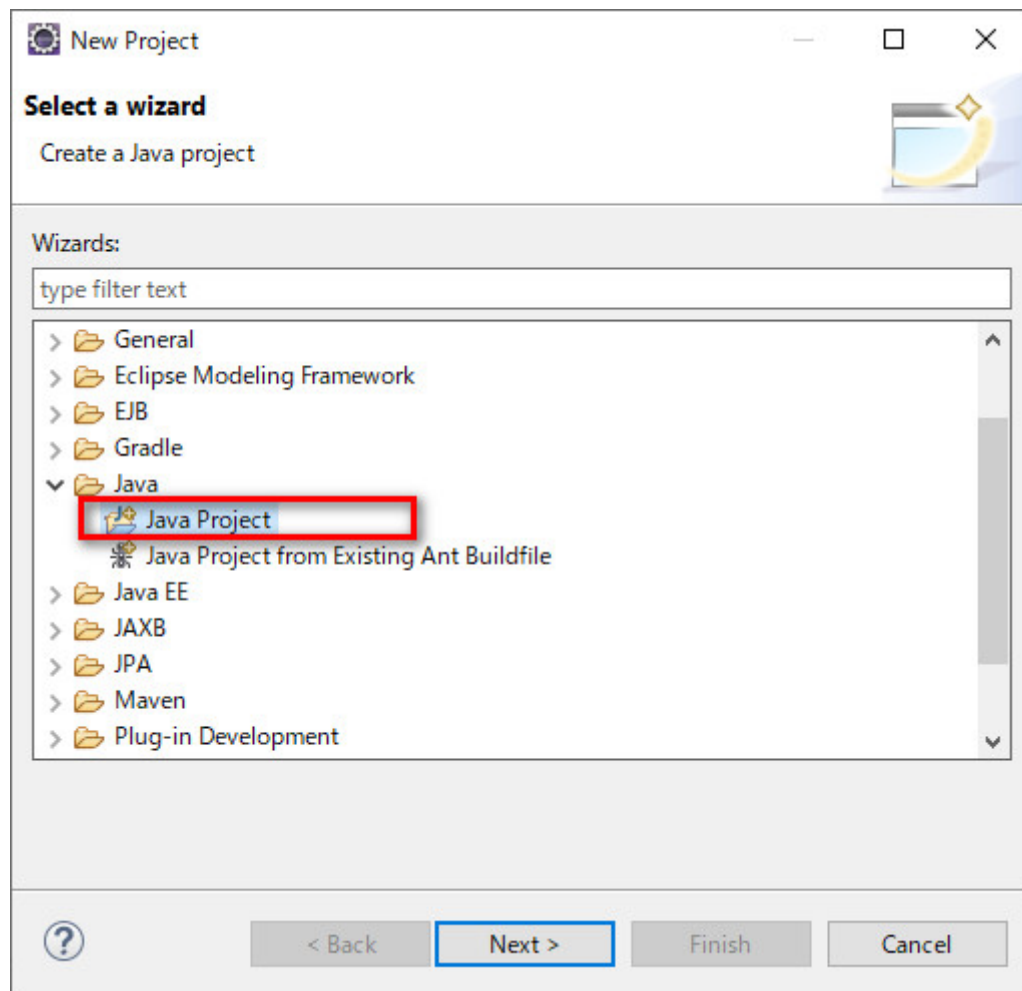 New Project
Select a wizard
Create a Java project
Wizards:
type filter text
General
Eclipse Modeling Framework
EJB
Gradle
Java
Java Project
Java Project from Existing Ant Buildfile
Java EE
JAXB
JPA
Maven
Plug-in Development
< Back Next > Finish Cancel